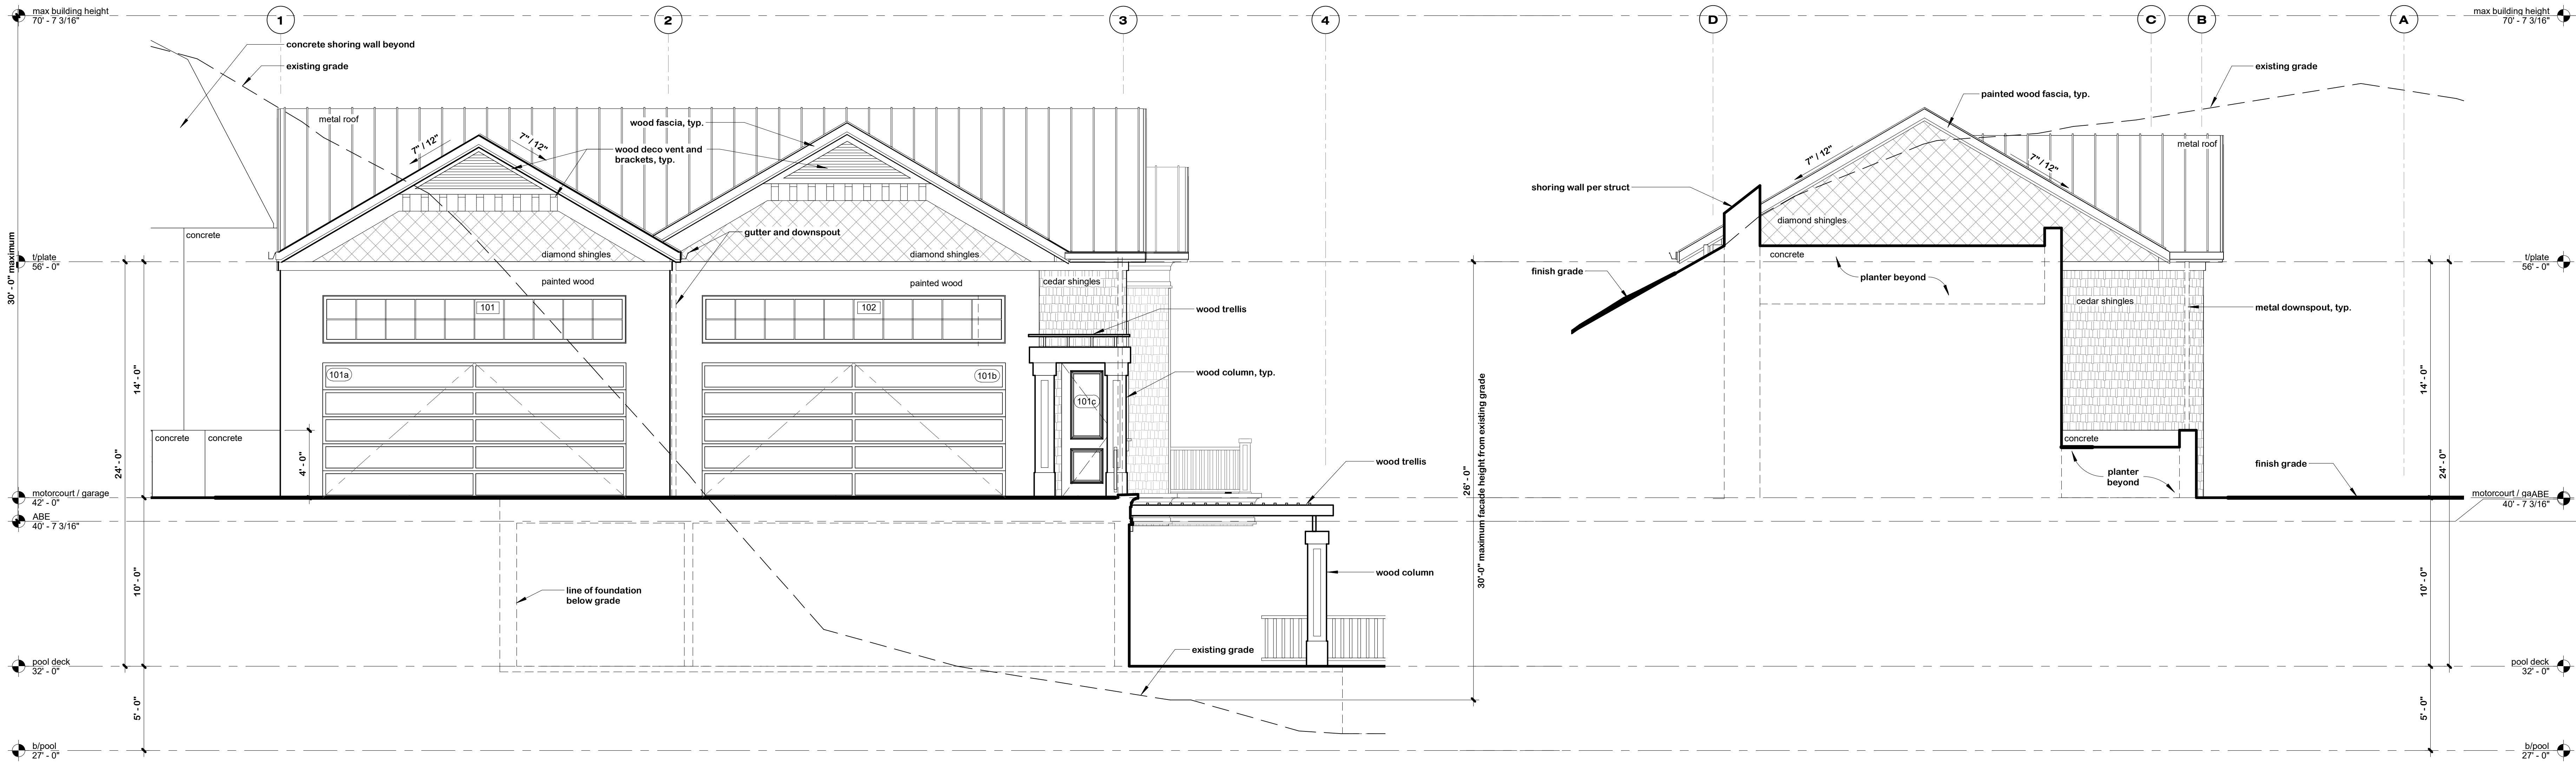 max building height
70' - 7 3/16"
1
2
3
4
D
C
B
A
max building height
70' - 7 3/16"
concrete shoring wall beyond
existing grade
existing grade
painted wood fascia, typ.
metal roof
wood fascia, typ.
7" / 12"
7" / 12"
wood deco vent and
brackets, typ.
metal roof
7" / 12"
7" / 12"
shoring wall per struct
diamond shingles
concrete
gutter and downspout
30' - 0" maximum
diamond shingles
diamond shingles
t/plate
56' - 0"
concrete
t/plate
56' - 0"
finish grade
planter beyond
painted wood
painted wood
cedar shingles
101
102
cedar shingles
wood trellis
metal downspout, typ.
14' - 0"
101a
101b
wood column, typ.
101c
14' - 0"
concrete
concrete
concrete
24' - 0"
4' - 0"
wood trellis
26' - 0"
30'-0" maximum facade height from existing grade
planter
beyond
finish grade
24' - 0"
motorcourt / garage
42' - 0"
ABE
40' - 7 3/16"
motorcourt / gaABE
40' - 7 3/16"
10' - 0"
line of foundation
below grade
wood column
10' - 0"
existing grade
pool deck
32' - 0"
pool deck
32' - 0"
5' - 0"
5' - 0"
b/pool
27' - 0"
b/pool
27' - 0"